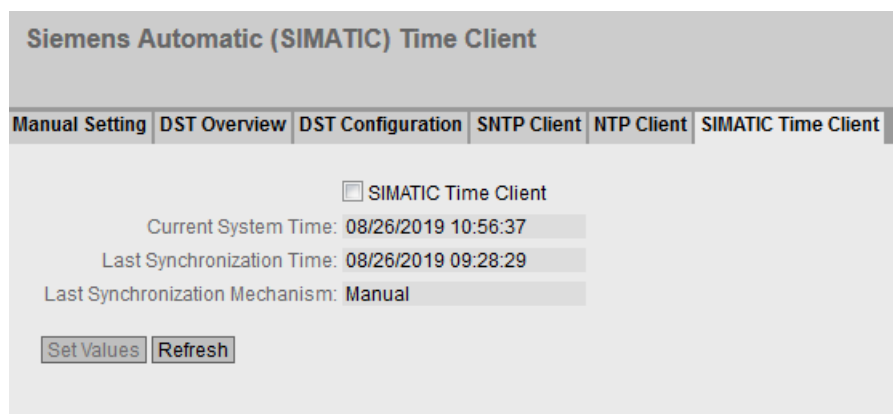 Siemens Automatic (SIMATIC) Time Client
Manual Setting DST Overview DST Configuration SNTP Client NTP Client SIMATIC Time Client
SIMATIC Time Client
Current System Time: 08/26/2019 10:56:37
Last Synchronization Time: 08/26/2019 09:28:29
Last Synchronization Mechanism: Manual
Set Values Refresh